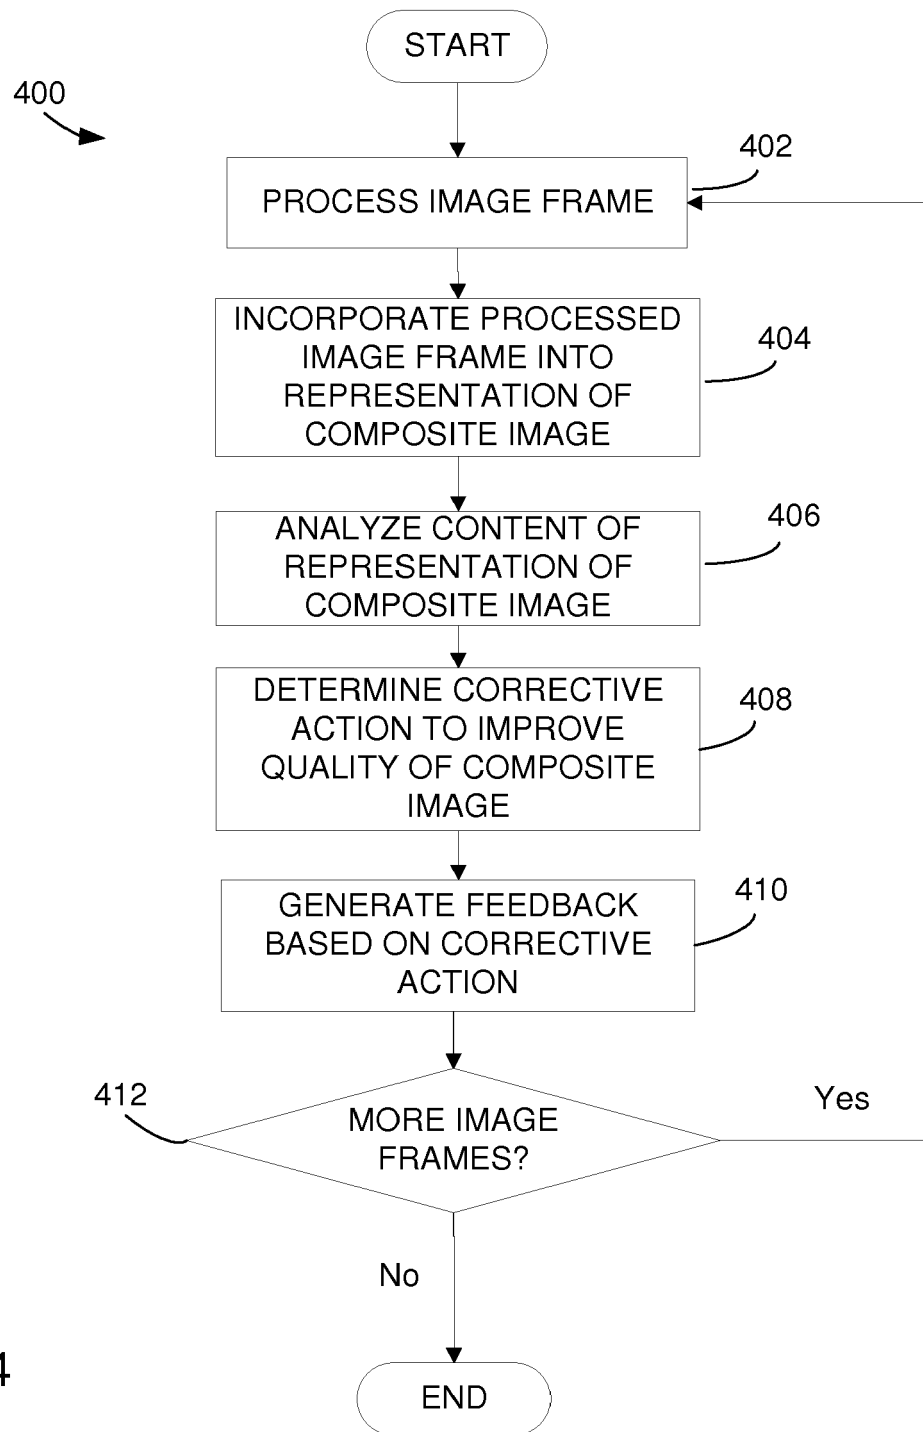 START
400
402
PROCESS IMAGE FRAME
INCORPORATE PROCESSED
IMAGE FRAME INTO
REPRESENTATION OF
COMPOSITE IMAGE
404
ANALYZE CONTENT OF
REPRESENTATION OF
COMPOSITE IMAGE
406
DETERMINE CORRECTIVE
ACTION TO IMPROVE
QUALITY OF COMPOSITE
IMAGE
408
GENERATE FEEDBACK
BASED ON CORRECTIVE
ACTION
410
412
MORE IMAGE
FRAMES?
Yes
No
4
END